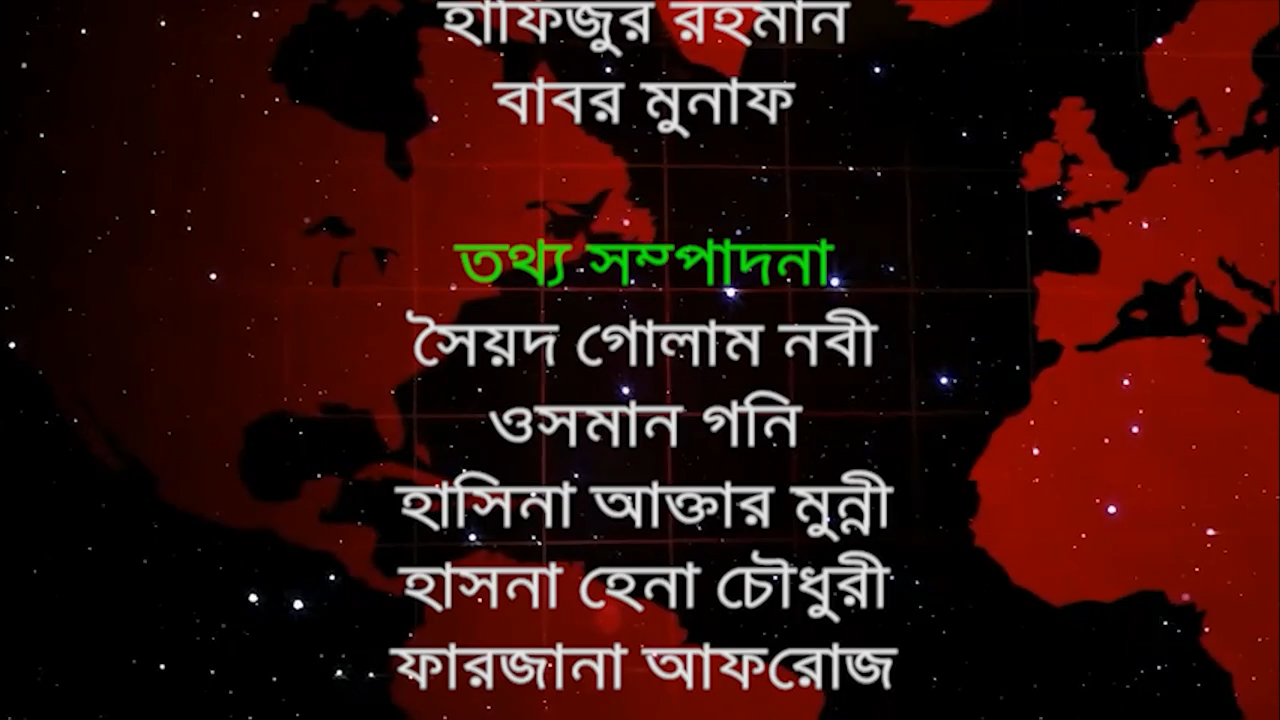 হাফিজুর রহমান
বাবর মুনাফ
তথ্য সম্পাদনা
সৈয়দ গোলাম নবী
ওসমান গনি
হাসিনা আক্তার মুন্নী
হাসনা হেনা চৌধুরী
ফারজানা আফরোজ